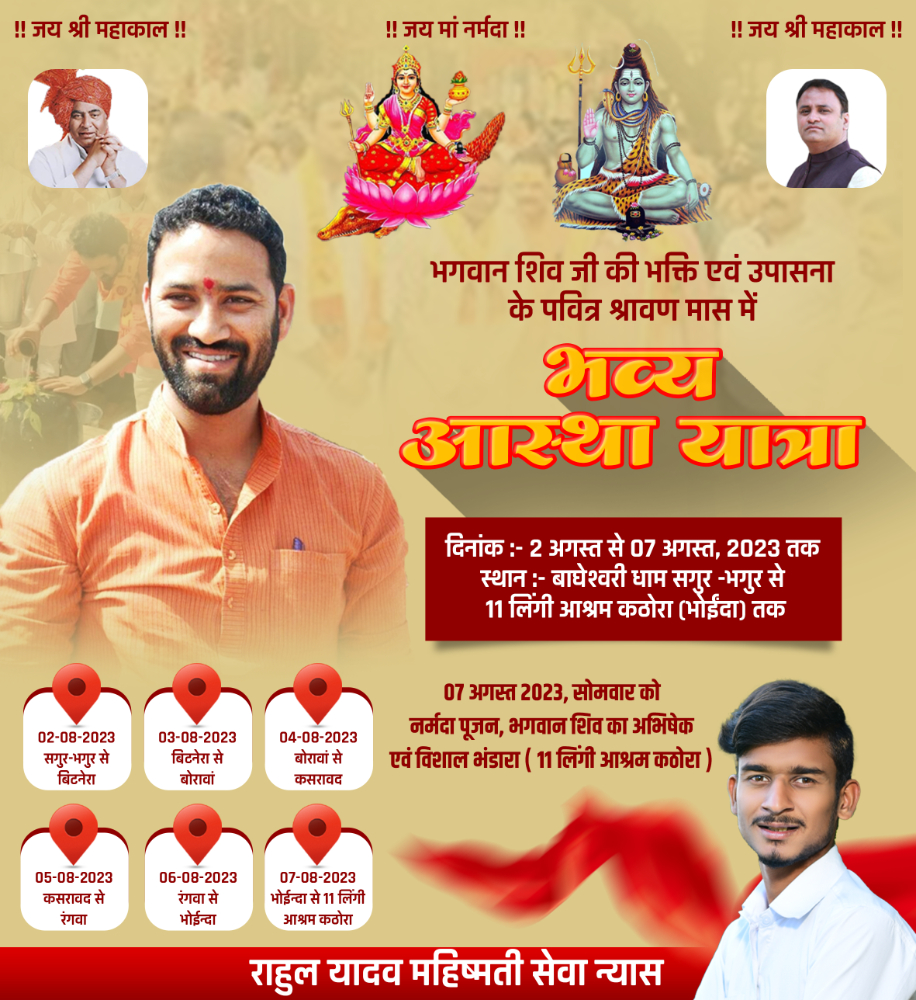 !! जय श्री महाकाल !!
!! जय मां नर्मदा !!
!! जय श्री महाकाल !!
भगवान शिव जी की भक्ति एवं उपासना
के पवित्र श्रावण मास में
भव्य
आस्था यात्रा
दिनांक :- 2 अगस्त से 07 अगस्त, 2023 तक
स्थान :- बाघेश्वरी धाम सगुर -भगुर से
11 लिंगी आश्रम कठोरा (भोईंदा) तक
07 अगस्त 2023, सोमवार को
नर्मदा पूजन, भगवान शिव का अभिषेक
एवं विशाल भंडारा ( 11 लिंगी आश्रम कठोरा )
02-08-2023
सगुर-भगुर से
बिटनेरा
03-08-2023
बिटनेरा से
बोरावां
04-08-2023
बोरावां से
कसरावद
05-08-2023
कसरावद से
रंगवा
06-08-2023
रंगवा से
भोईन्दा
07-08-2023
भोईन्दा से 11 लिंगी
आश्रम कठोरा
राहुल यादव महिष्मती सेवा न्यास